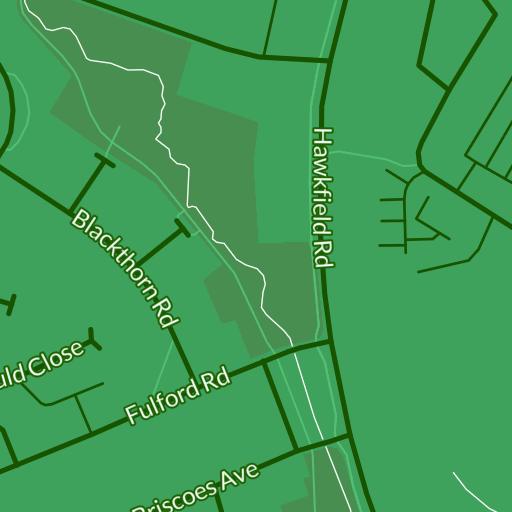 Hawkfield Rd
Blackthorn Rd
uld Close
Fulford Rd
Briscoes Ave